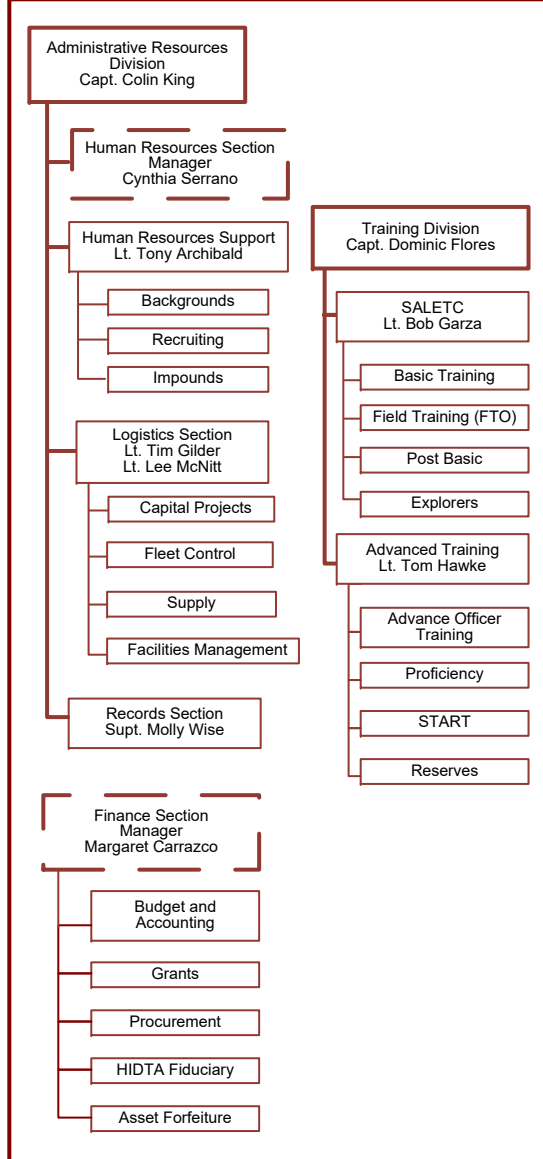 Administrative Resources
Division
Capt. Colin King
Human Resources Section
Manager
Cynthia Serrano
Human Resources Support
Lt. Tony Archibald
Backgrounds
Recruiting
Impounds
Logistics Section
Lt. Tim Gilder
Lt. Lee McNitt
Capital Projects
Fleet Control
Supply
Facilities Management
Records Section
Supt. Molly Wise
Finance Section
Manager
Margaret Carrazco
Budget and
Accounting
Grants
Procurement
HIDTA Fiduciary
Asset Forfeiture
Training Division
Capt. Dominic Flores
SALETC
Lt. Bob Garza
Basic Training
Field Training (FTO)
Post Basic
Explorers
Advanced Training
Lt. Tom Hawke
Advance Officer
Training
Proficiency
START
Reserves